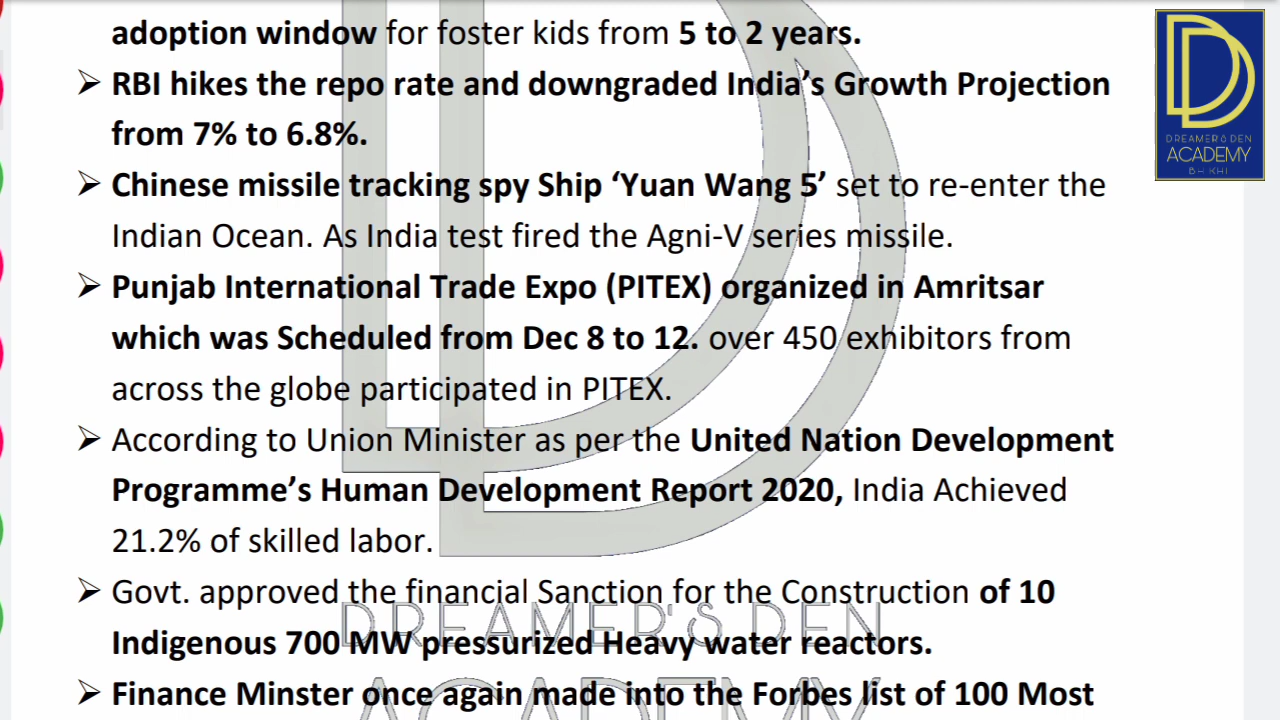 adoption window for foster kids from 5 to 2 years.
➢ RBI hikes the repo rate and downgraded India's Growth Projection
from 7% to 6.8%.
➢ Chinese missile tracking spy Ship 'Yuan Wang 5' set to re-enter the
Indian Ocean. As India test fired the Agni-V series missile.
➢ Punjab International Trade Expo (PITEX) organized in Amritsar
which was Scheduled from Dec 8 to 12. over 450 exhibitors from
across the globe participated in PITEX.
➢ According to Union Minister as per the United Nation Development
Programme's Human Development Report 2020, India Achieved
21.2% of skilled labor.
➢ Govt. approved the financial Sanction for the Construction of 10
Indigenous 700 MW pressurized Heavy water reactors.
➢ Finance Minster once again made into the Forbes list of 100 Most
DREAMER'S DEN
ACADEMY
BHIKHI
DREAMER'S DEN
ACADEMY